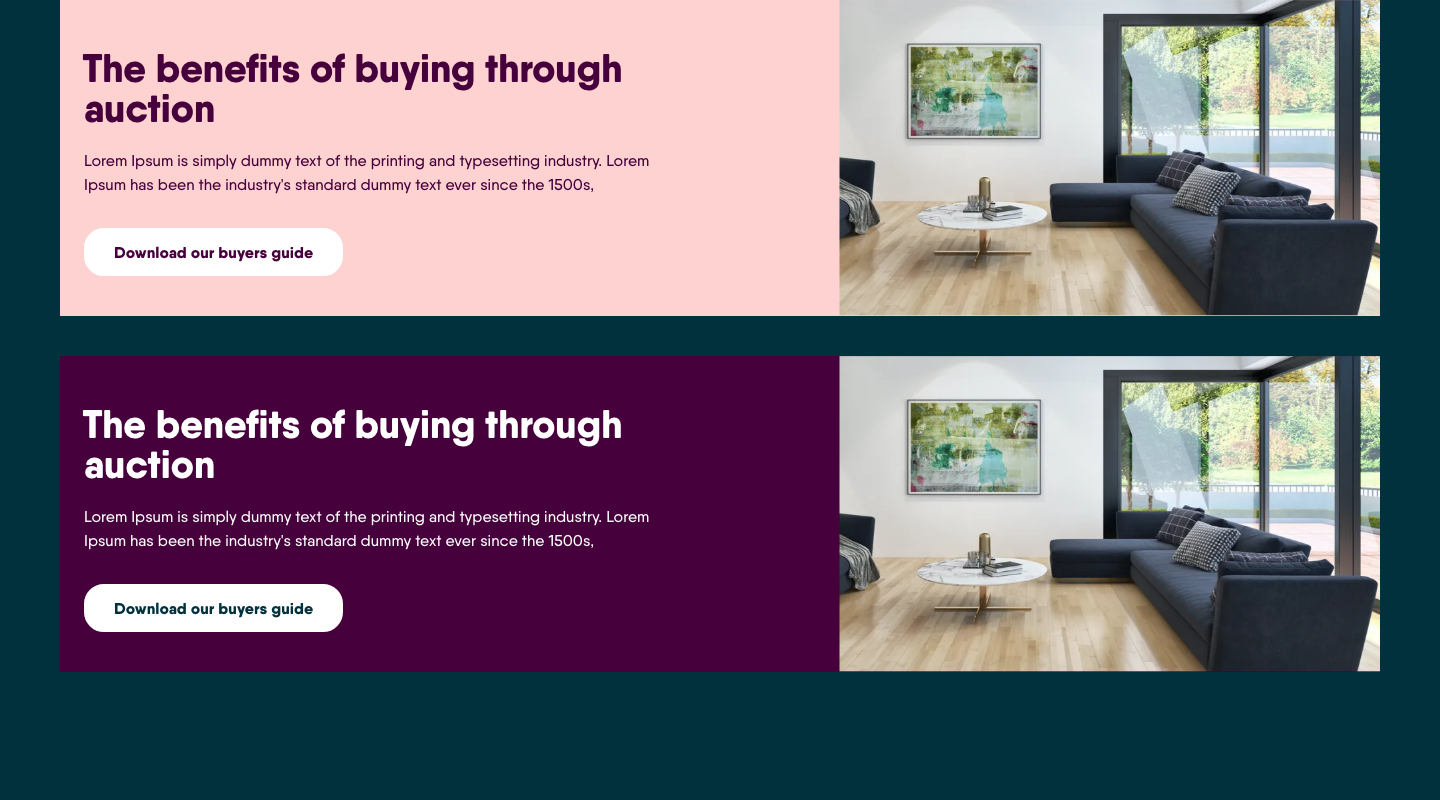 The benefits of buying through
auction
Lorem Ipsum is simply dummy text of the printing and typesetting industry. Lorem
Ipsum has been the industry's standard dummy text ever since the 1500s,
Download our buyers guide
The benefits of buying through
auction
Lorem Ipsum is simply dummy text of the printing and typesetting industry. Lorem
Ipsum has been the industry's standard dummy text ever since the 1500s,
Download our buyers guide